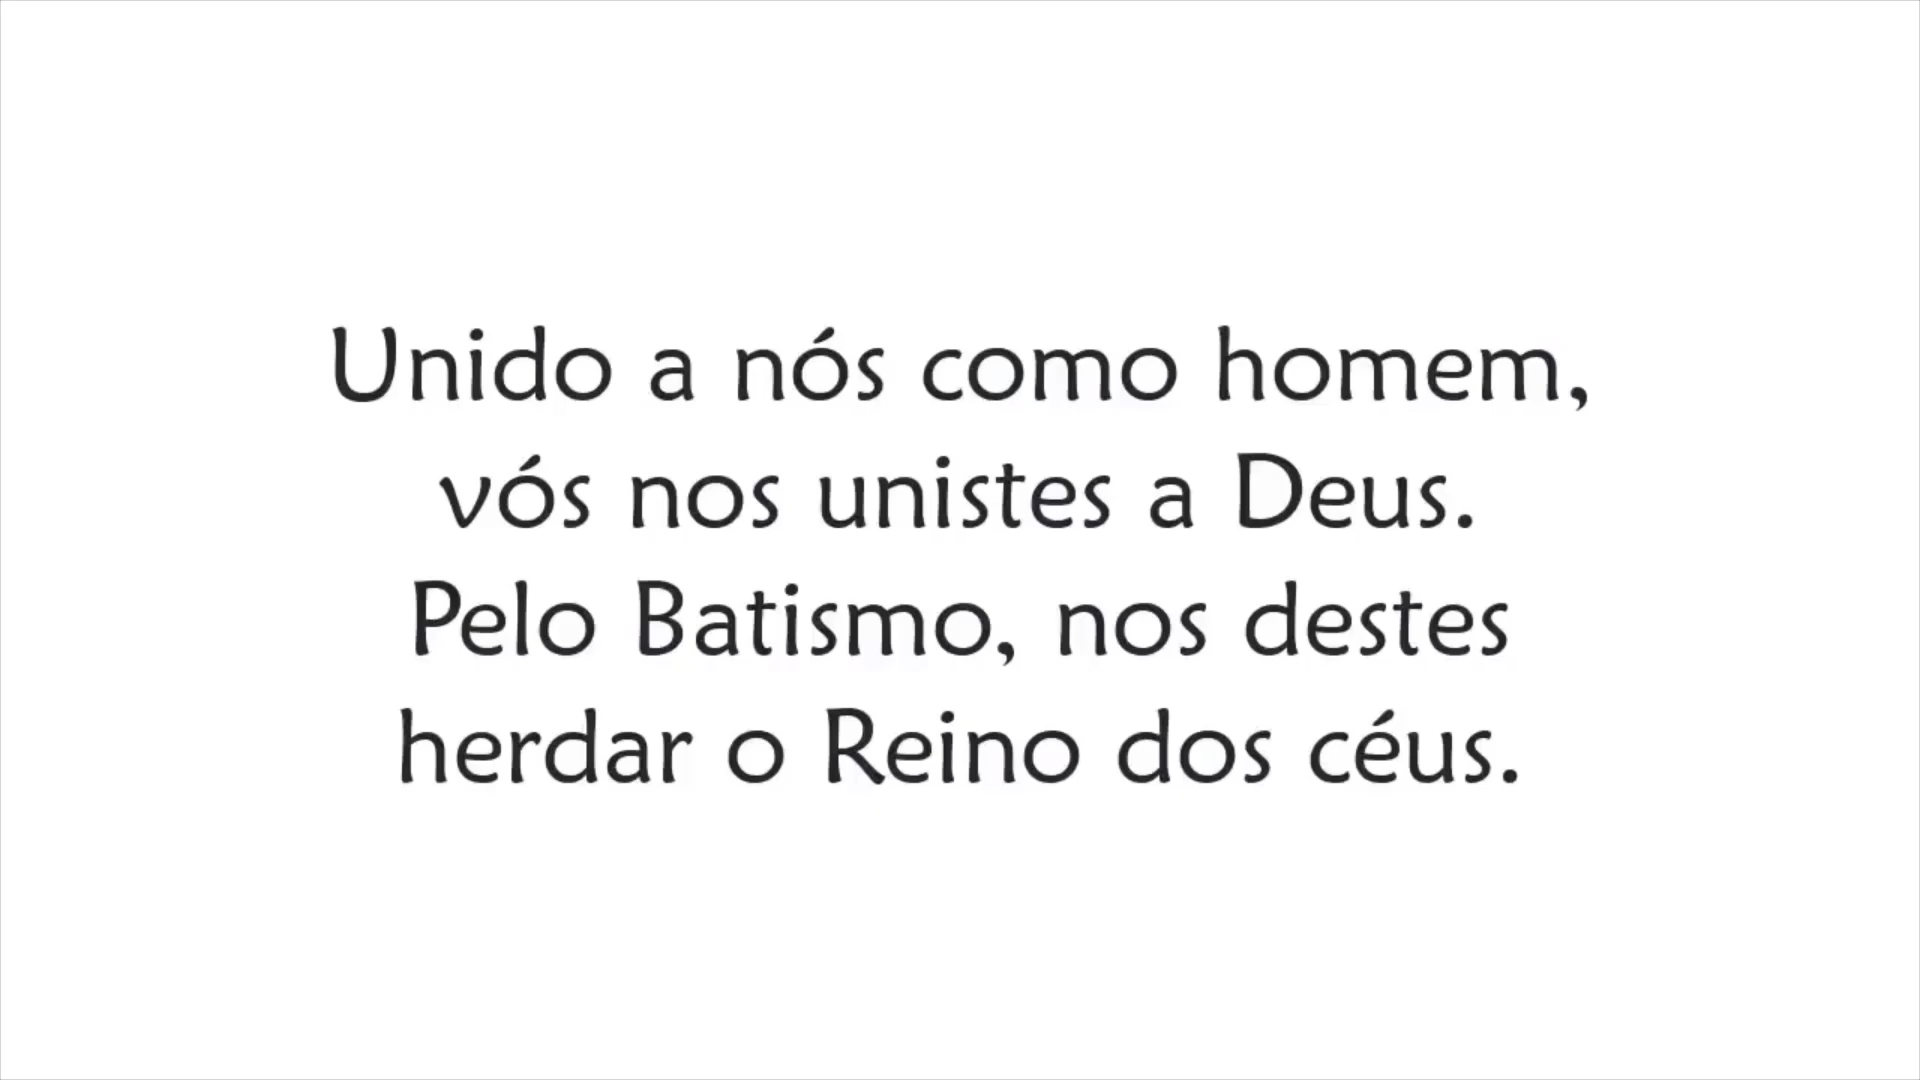 Unido a nós como homem,
vós nos unistes a Deus.
Pelo Batismo, nos destes
herdar o Reino dos céus.